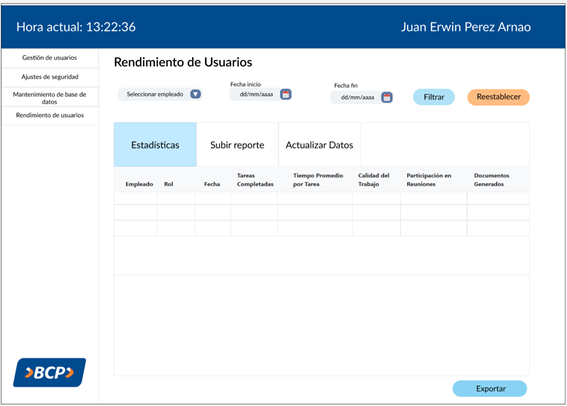 Hora actual: 13:22:36
Juan Erwin Perez Arnao
Gestión de usuarios
Ajustes de seguridad
Mantenimiento de base de
datos
Rendimiento de usuarios
Rendimiento de Usuarios
Seleccionar empleado
Fecha inicio
dd/mm/aaaa
Fecha fin
dd/mm/aaaa
Filtrar
Reestablecer
Estadísticas
Subir reporte
Actualizar Datos
Empleado
Rol
Fecha
Tareas
Completadas
Tiempo Promedio
por Tarea
Calidad del
Trabajo
Participación en
Reuniones
Documentos
Generados
BCP
Exportar